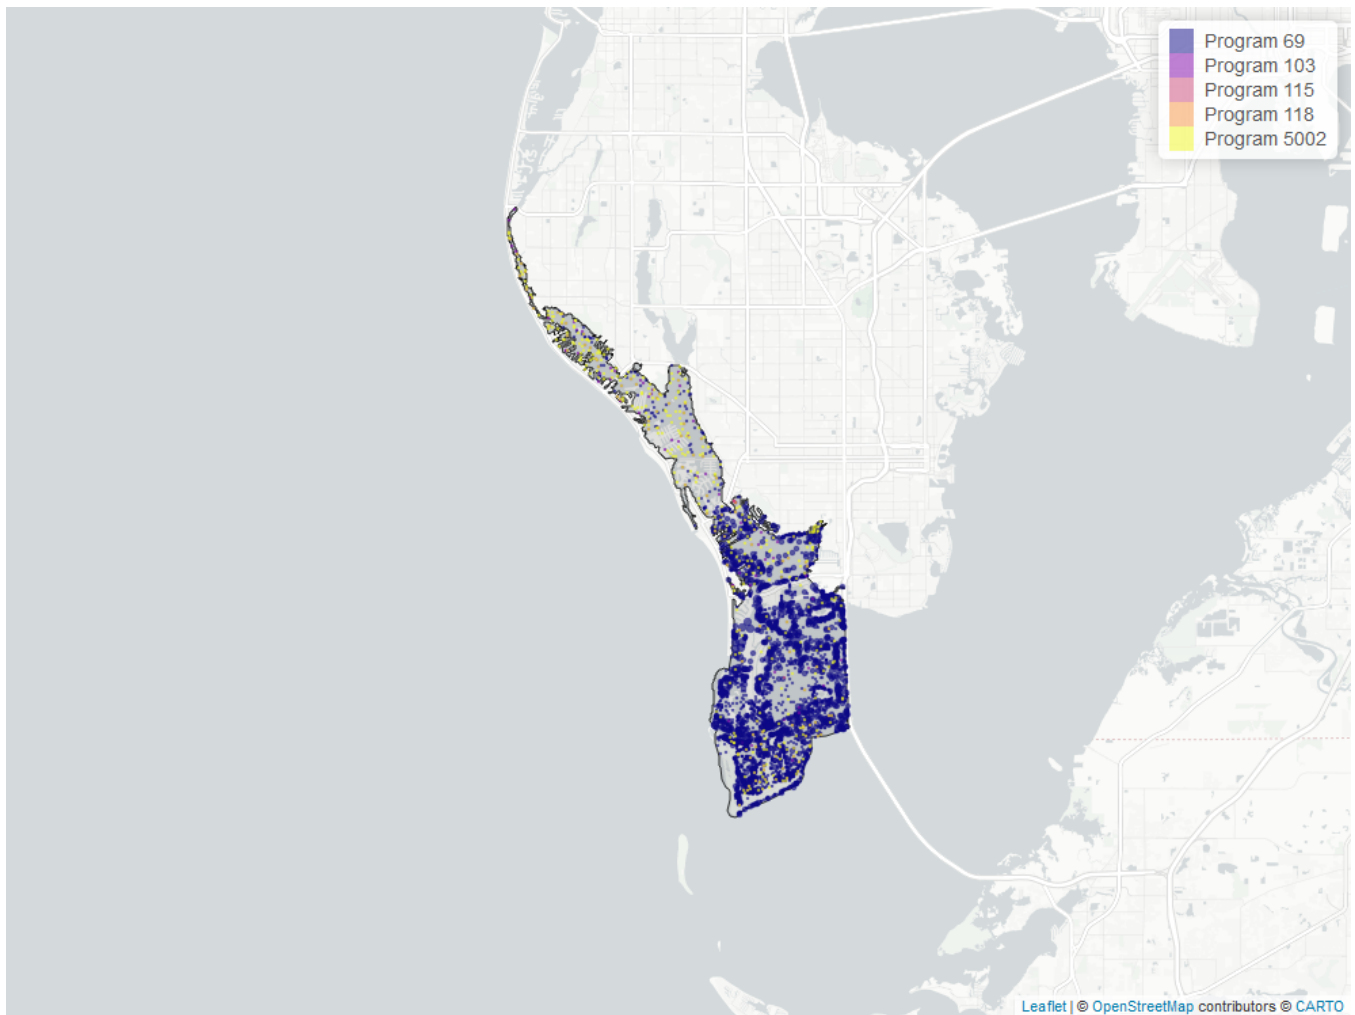 Program 69
Program 103
Program 115
Program 118
Program 5002
Leaflet | © OpenStreetMap contributors © CARTO